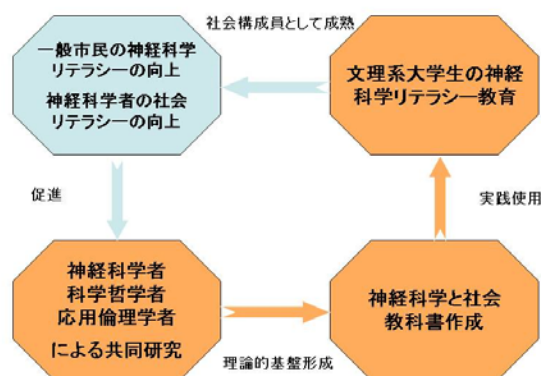 社会構成員として成熟
一般市民の神経科学
リテラシーの向上
神経科学者の社会
リテラシーの向上
文理系大学生の神経
科学リテラシー教育
促進
実践使用
神経科学者
科学哲学者
応用倫理学者
による共同研究
神経科学と社会
教科書作成
理論的基盤形成